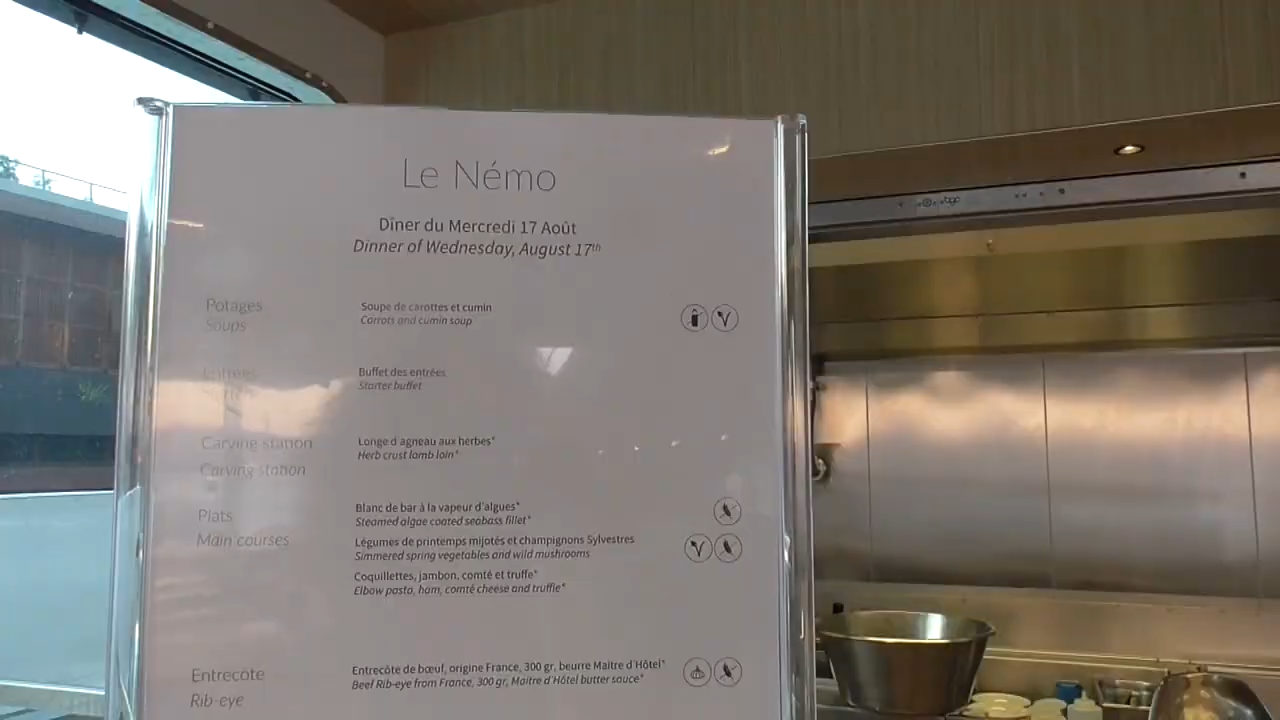 Le Némo
Dîner du Mercredi 17 Août
Dinner of Wednesday, August 17th
Potages
Soups
Soupe de carottes et cumin
Carrots and cumin soup
Entrées
Buffet des entrées
Starter buffet
Carving station
Carving station
Longe d'agneau aux herbes*
Herb crust lamb loin*
Plats
Main courses
Blanc de bar à la vapeur d'algues*
Steamed algae coated seabass fillet*
Légumes de printemps mijotés et champignons Sylvestres
Simmered spring vegetables and wild mushrooms
Coquillettes, jambon, comté et truffe*
Elbow pasta, ham, comté cheese and truffle*
Entrecôte
Rib-eye
Entrecôte de bœuf, origine France, 300 gr, beurre Maitre d'Hôtel*
Beef Rib-eye from France, 300 gr, Maitre d'Hôtel butter sauce*